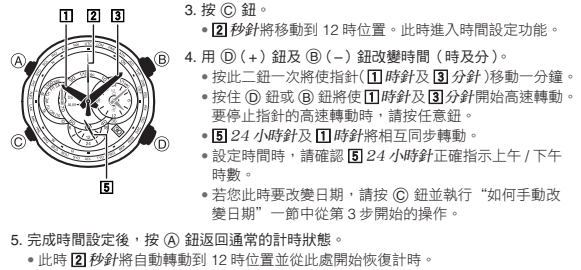 1 2 3
A B
C D
5
3. 按 Ⓒ 鈕。
• 2 秒針將移動到 12 時位置。此時進入時間設定功能。
4. 用 Ⓓ (+) 鈕及 Ⓑ (−) 鈕改變時間（時及分）。
• 按此二鈕一次將使指針(1 時針及 3 分針)移動一分鐘。
• 按住 Ⓓ 鈕或 Ⓑ 鈕將使 1 時針及 3 分針開始高速轉動。
要停止指針的高速轉動時，請按任意鈕。
• 5 24 小時針及 1 時針將相互同步轉動。
• 設定時間時，請確認 5 24 小時針正確指示上午 / 下午
時數。
• 若您此時要改變日期，請按 Ⓒ 鈕並執行“如何手動改
變日期”一節中從第 3 步開始的操作。
5. 完成時間設定後，按 Ⓐ 鈕返回通常的計時狀態。
• 此時 2 秒針將自動轉動到 12 時位置並從此處開始恢復計時。